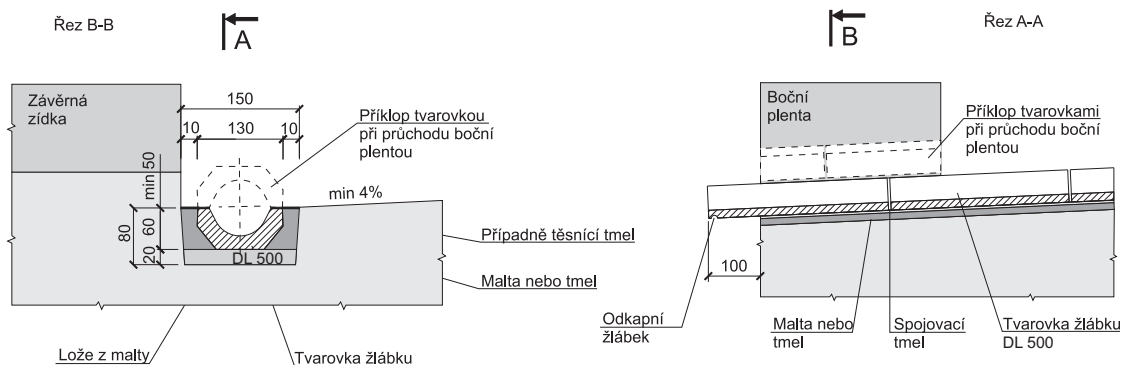 Řez B-B
A
Závěrná
zídka
150
10
130
10
Příklop tvarovkou
při průchodu boční
plentou
min 50
min 4%
80
60
20
DL 500
Případně těsnící tmel
Malta nebo tmel
Lože z malty
Tvarovka žlábku
B
Řez A-A
Boční
plenta
Příklop tvarovkami
při průchodu boční
plentou
100
Odkapní
žlábek
Malta nebo
tmel
Spojovací
tmel
Tvarovka žlábku
DL 500